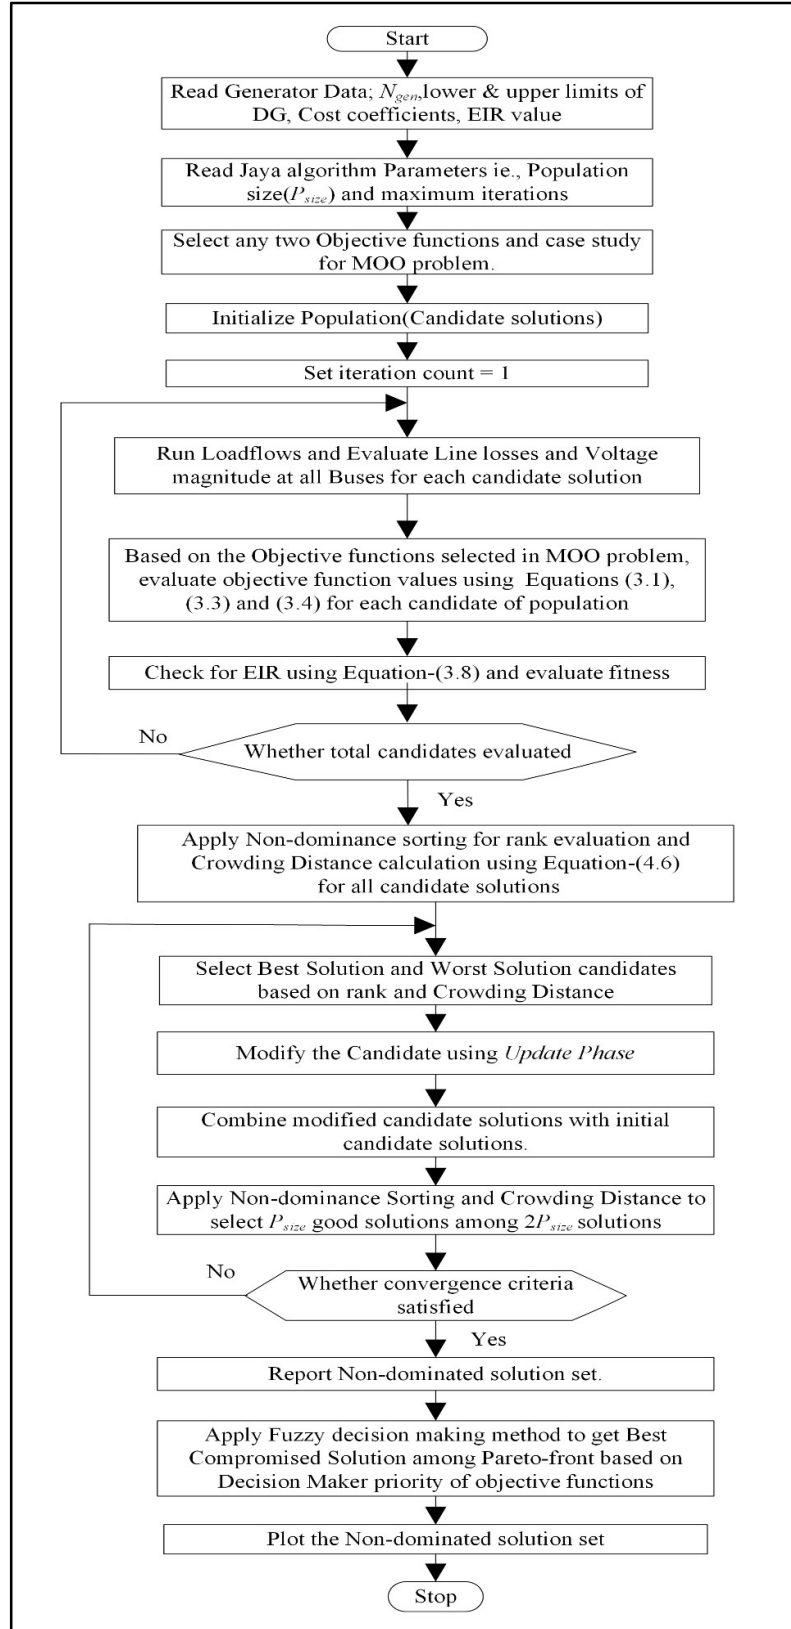 Start
Read Generator Data; Ngen,lower & upper limits of
DG, Cost coefficients, EIR value
Read Jaya algorithm Parameters ie., Population
size(Psize) and maximum iterations
Select any two Objective functions and case study
for MOO problem.
Initialize Population(Candidate solutions)
Set iteration count = 1
Run Loadflows and Evaluate Line losses and Voltage
magnitude at all Buses for each candidate solution
Based on the Objective functions selected in MOO problem,
evaluate objective function values using Equations (3.1),
(3.3) and (3.4) for each candidate of population
Check for EIR using Equation-(3.8) and evaluate fitness
No
Whether total candidates evaluated
Yes
Apply Non-dominance sorting for rank evaluation and
Crowding Distance calculation using Equation-(4.6)
for all candidate solutions
Select Best Solution and Worst Solution candidates
based on rank and Crowding Distance
Modify the Candidate using Update Phase
Combine modified candidate solutions with initial
candidate solutions.
Apply Non-dominance Sorting and Crowding Distance to
select Psize good solutions among 2Psize solutions
No
Whether convergence criteria
satisfied
Yes
Report Non-dominated solution set.
Apply Fuzzy decision making method to get Best
Compromised Solution among Pareto-front based on
Decision Maker priority of objective functions
Plot the Non-dominated solution set
Stop